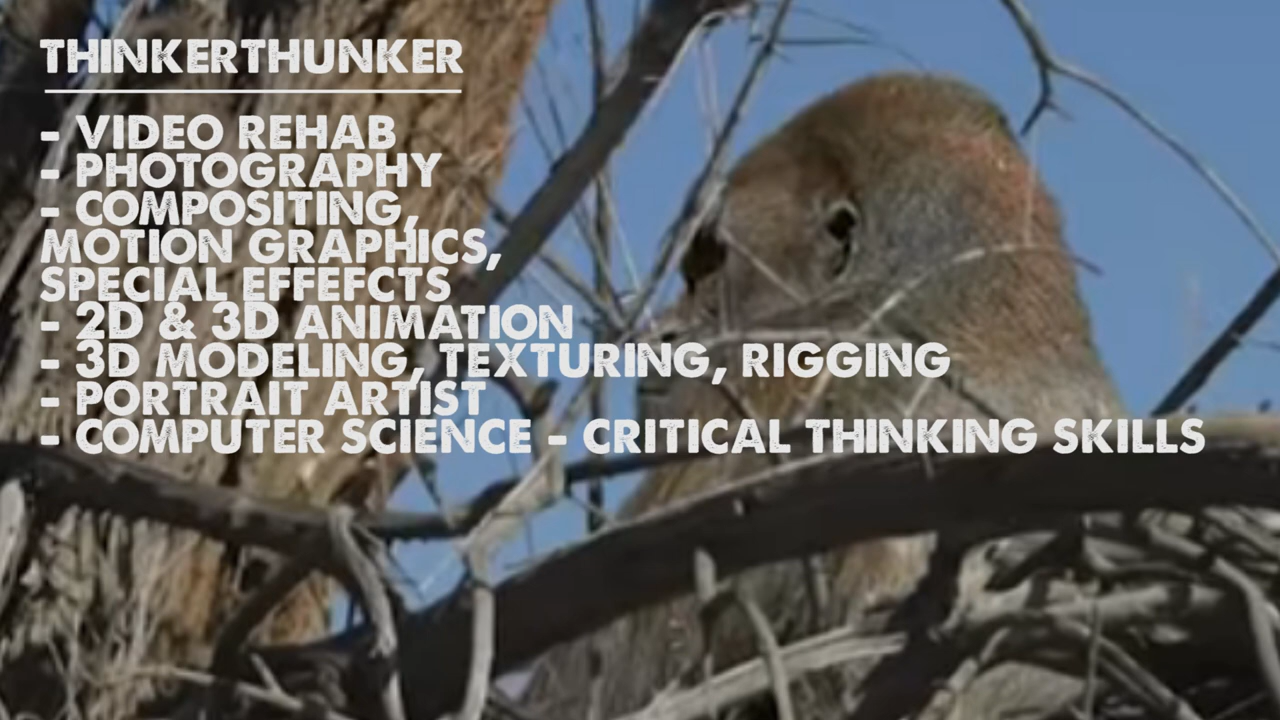 THINKERTHUNKER
- VIDEO REHAB
- PHOTOGRAPHY
- COMPOSITING,
MOTION GRAPHICS,
SPECIAL EFFEFCTS
- 2D & 3D ANIMATION
- 3D MODELING, TEXTURING, RIGGING
- PORTRAIT ARTIST
- COMPUTER SCIENCE - CRITICAL THINKING SKILLS